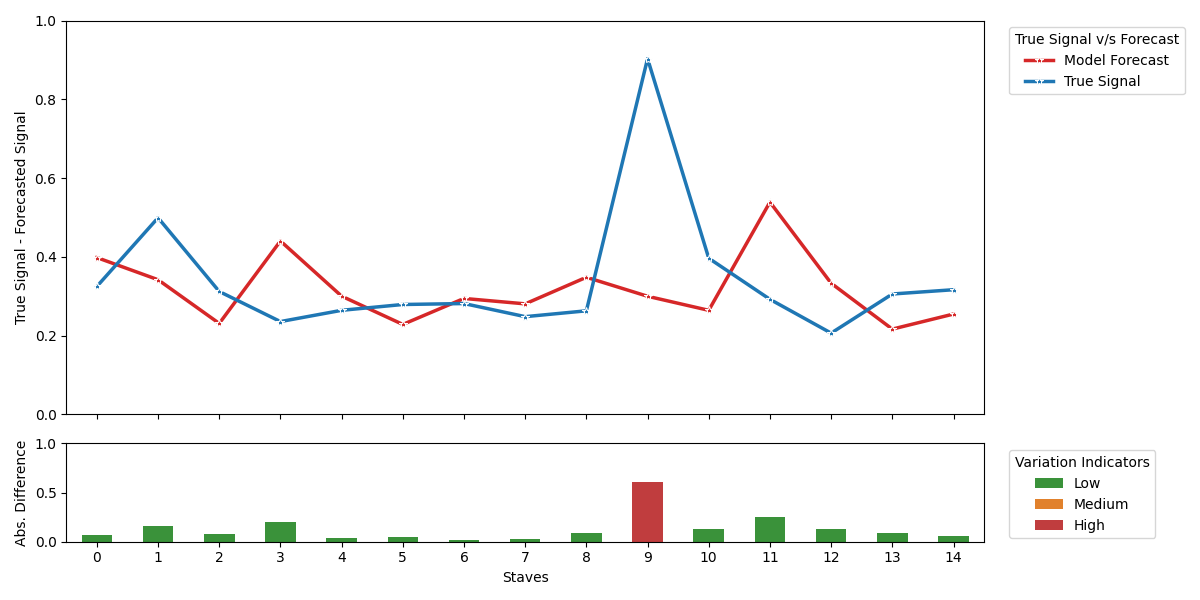 True Signal - Forecasted Signal
1.0
0.8
0.6
0.4
0.2
0.0
True Signal v/s Forecast
Model Forecast
True Signal
Abs. Difference
1.0
0.5
0.0
0 1 2 3 4 5 6 7 8 9 10 11 12 13 14
Staves
Variation Indicators
Low
Medium
High